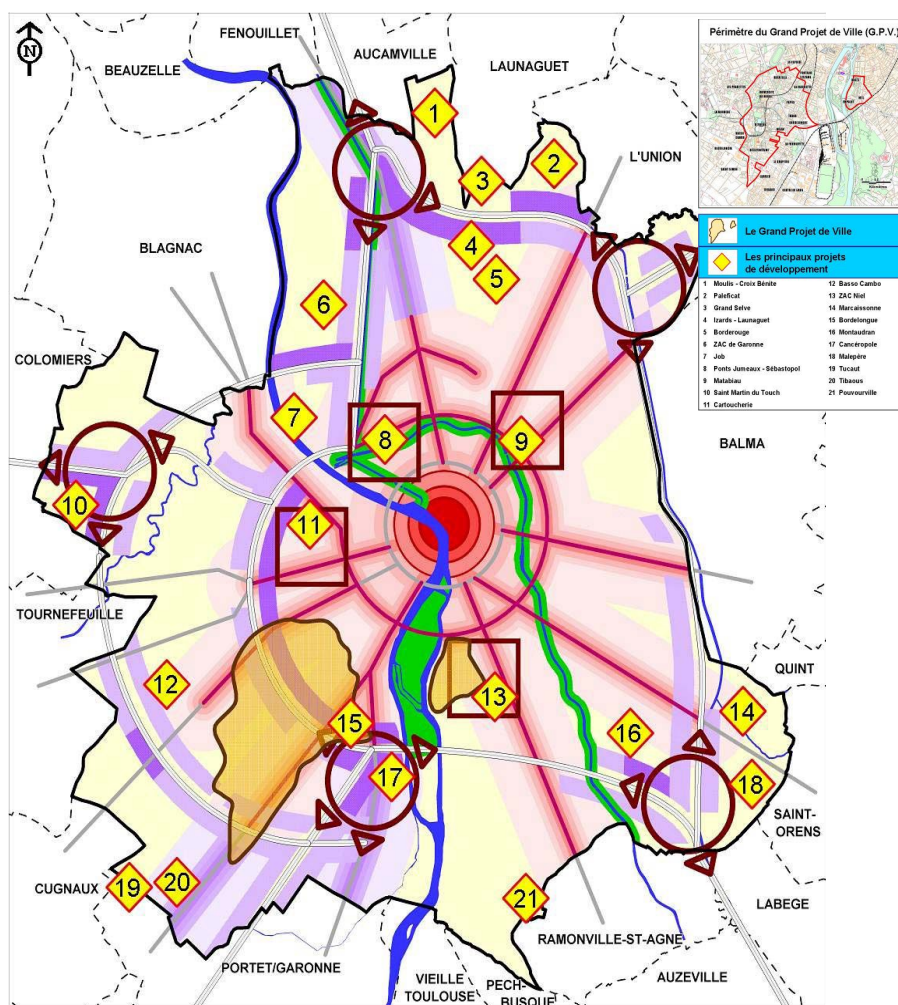 N
FENOUILLET
AUCAMVILLE
BEAUZELLE
LAUNAGUET
L'UNION
BLAGNAC
COLOMIERS
BALMA
TOURNEFEUILLE
QUINT
SAINT-
ORENS
CUGNAUX
LABEGE
RAMONVILLE-ST-AGNE
PORTET/GARONNE
VIEILLE
TOULOUSE
PECH-
BUSQUE
AUZEVILLE
1
2
3
4
5
6
7
8
9
10
11
12
13
14
15
16
17
18
19
20
21
Périmètre du Grand Projet de Ville (G.P.V.)
Le Grand Projet de Ville
Les principaux projets
de développement
1 Moulis - Croix Bénite
2 Paleficat
3 Grand Selve
4 Izards - Launaguet
5 Borderouge
6 ZAC de Garonne
7 Job
8 Ponts Jumeaux - Sébastopol
9 Matabiau
10 Saint Martin du Touch
11 Cartoucherie
12 Basso Cambo
13 ZAC Niel
14 Marcaissonne
15 Bordelongue
16 Montaudran
17 Cancéropole
18 Malepère
19 Tucaut
20 Tibaous
21 Pouvourville